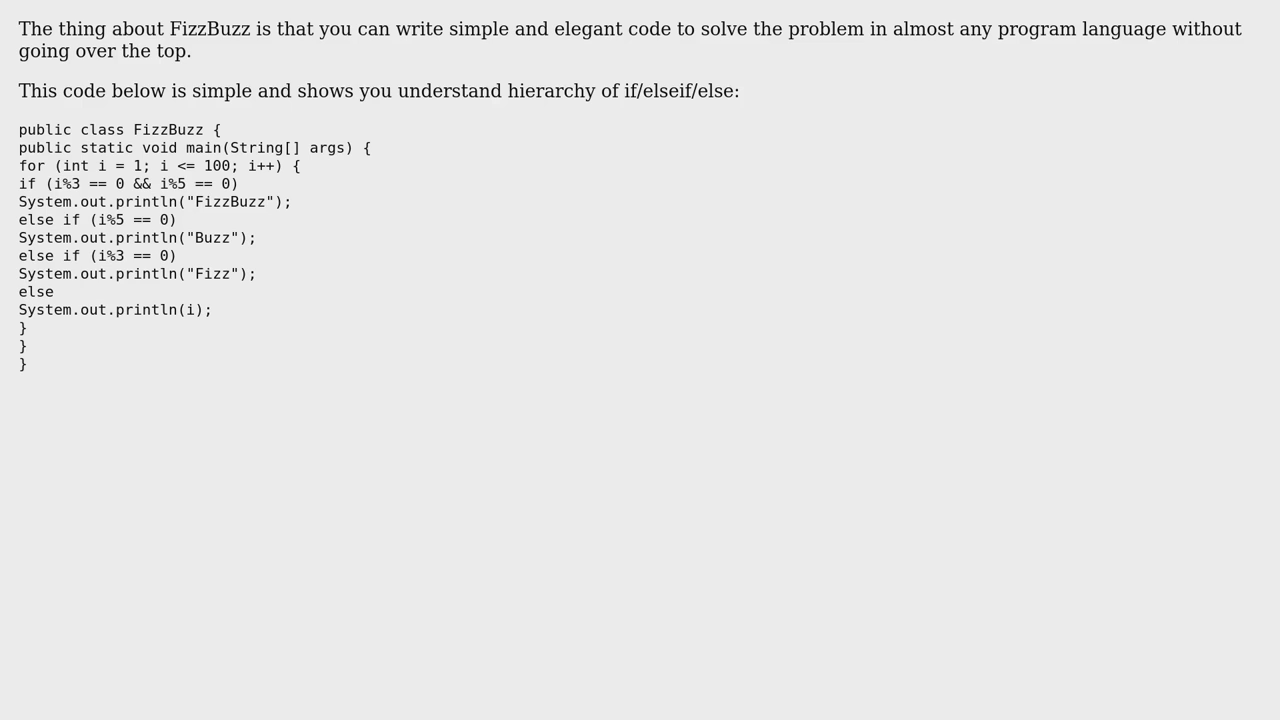 The thing about FizzBuzz is that you can write simple and elegant code to solve the problem in almost any program language without
going over the top.
This code below is simple and shows you understand hierarchy of if/elseif/else:
public class FizzBuzz {
public static void main(String[] args) {
for (int i = 1; i <= 100; i++) {
if (i%3 == 0 && i%5 == 0)
System.out.println("FizzBuzz");
else if (i%5 == 0)
System.out.println("Buzz");
else if (i%3 == 0)
System.out.println("Fizz");
else
System.out.println(i);
}
}
}